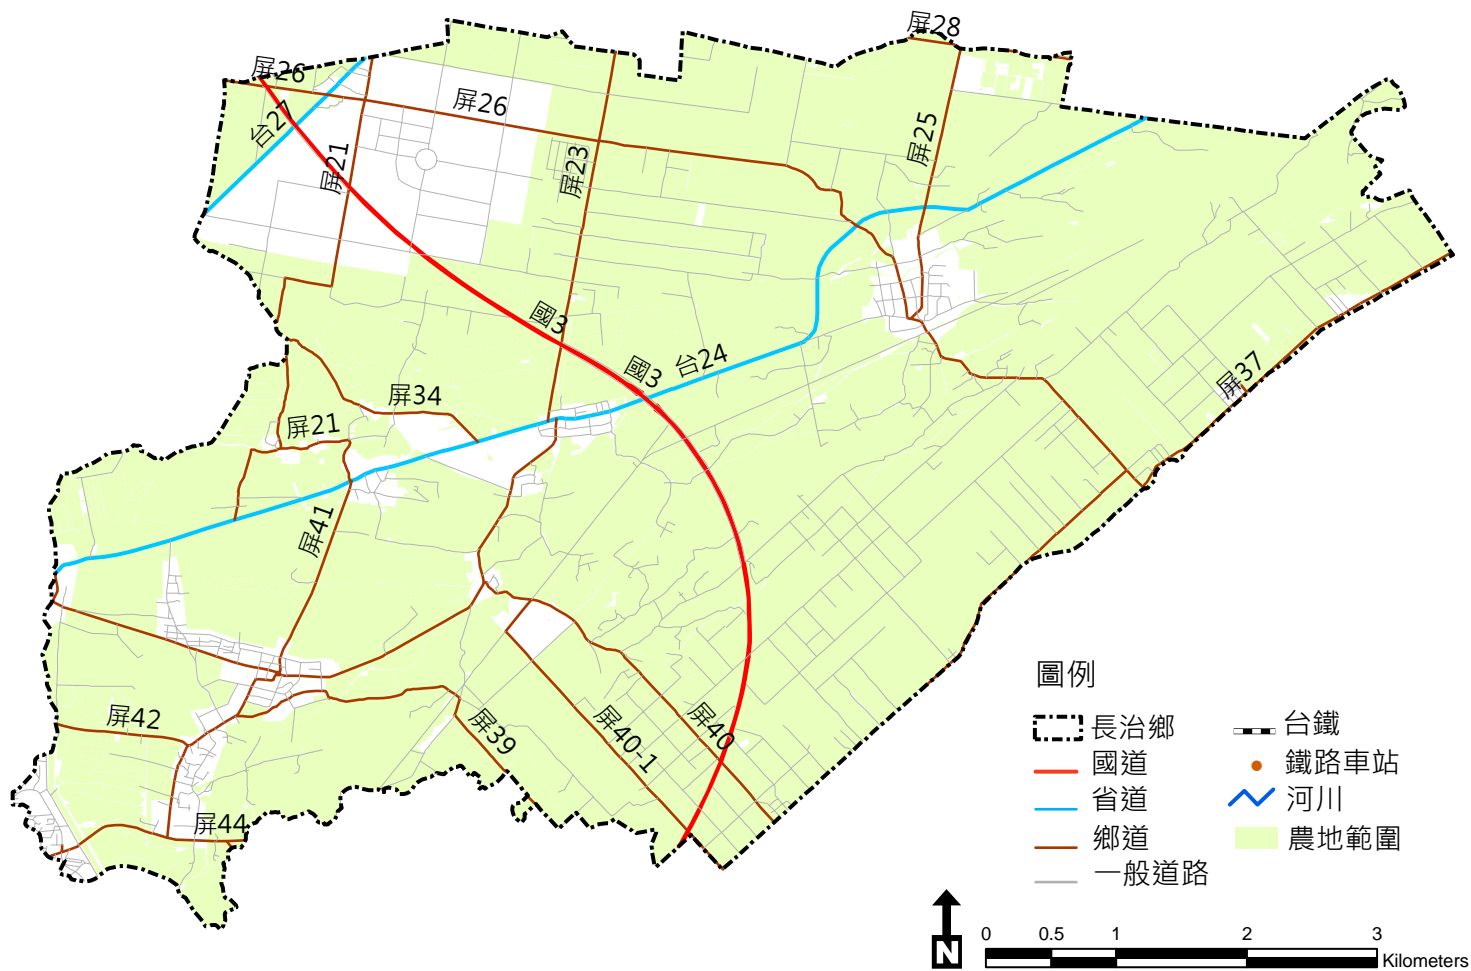 屏28
屏26
屏26
台27
屏21
屏23
屏25
國3
國3
台24
屏37
屏34
屏21
屏41
屏42
屏39
屏40-1
屏40
屏44
圖例
長治鄉
台鐵
國道
鐵路車站
省道
河川
鄉道
農地範圍
一般道路
N
0 0.5 1 2 3
Kilometers